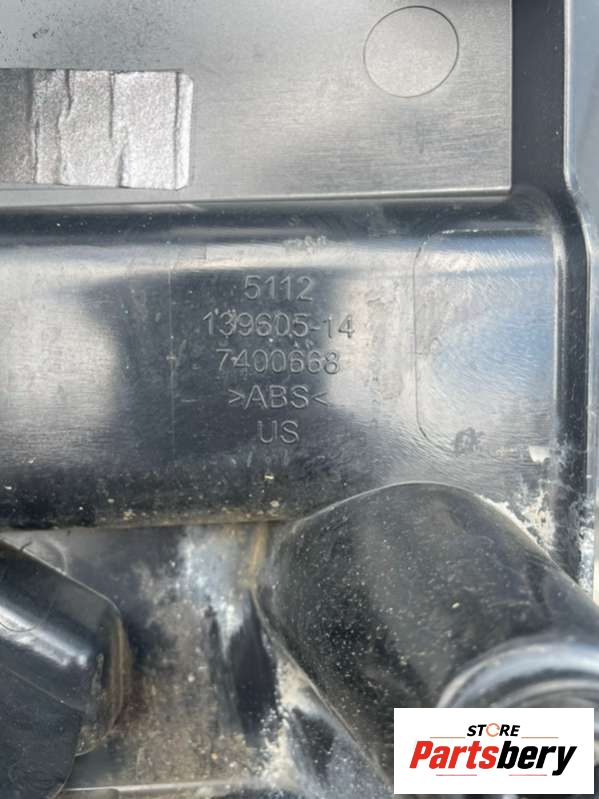 5112
139605-14
7400668
>ABS<
US
STORE
Partsbery